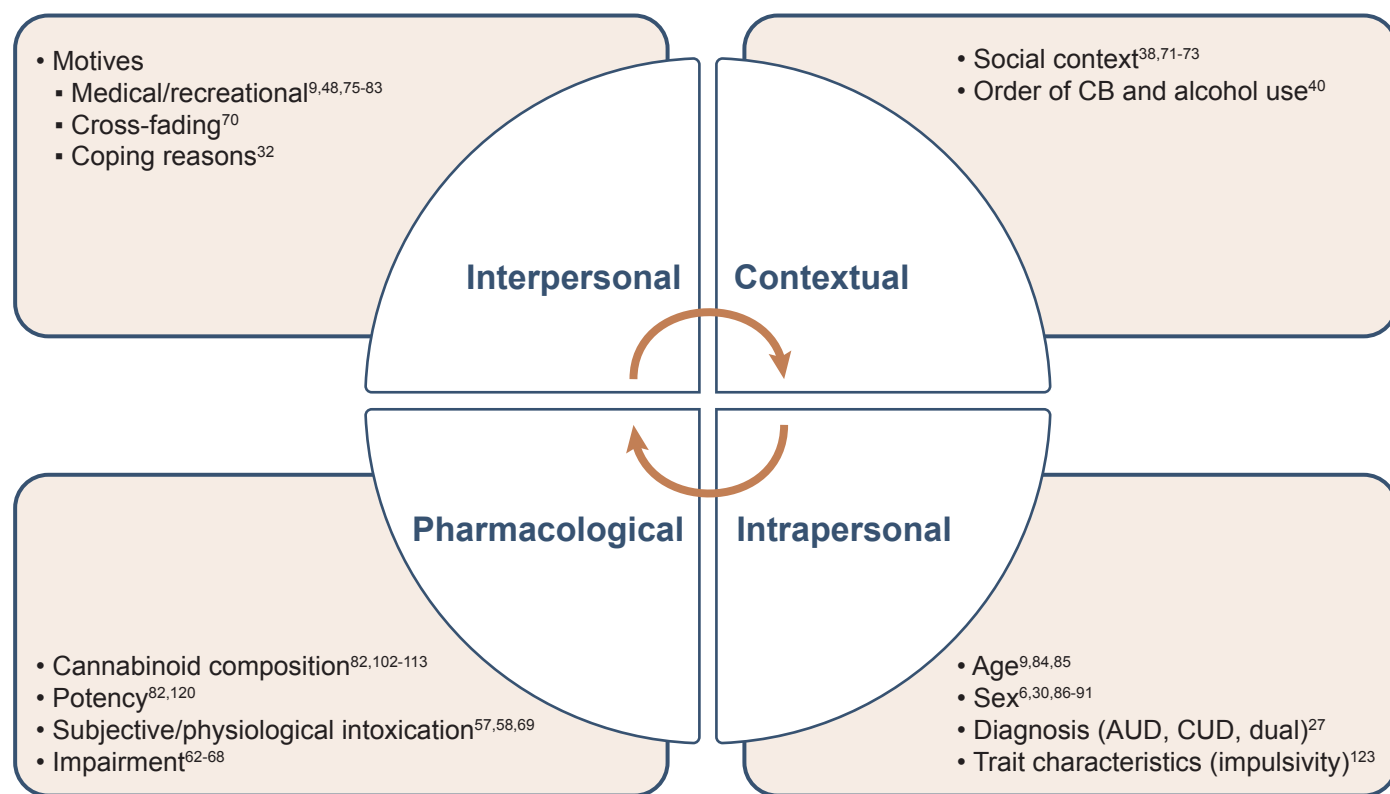 • Motives
▪ Medical/recreational9,48,75-83
▪ Cross-fading70
▪ Coping reasons32
• Social context38,71-73
• Order of CB and alcohol use40
Interpersonal
Contextual
Pharmacological
Intrapersonal
• Cannabinoid composition82,102-113
• Potency82,120
• Subjective/physiological intoxication57,58,69
• Impairment62-68
• Age9,84,85
• Sex6,30,86-91
• Diagnosis (AUD, CUD, dual)27
• Trait characteristics (impulsivity)123